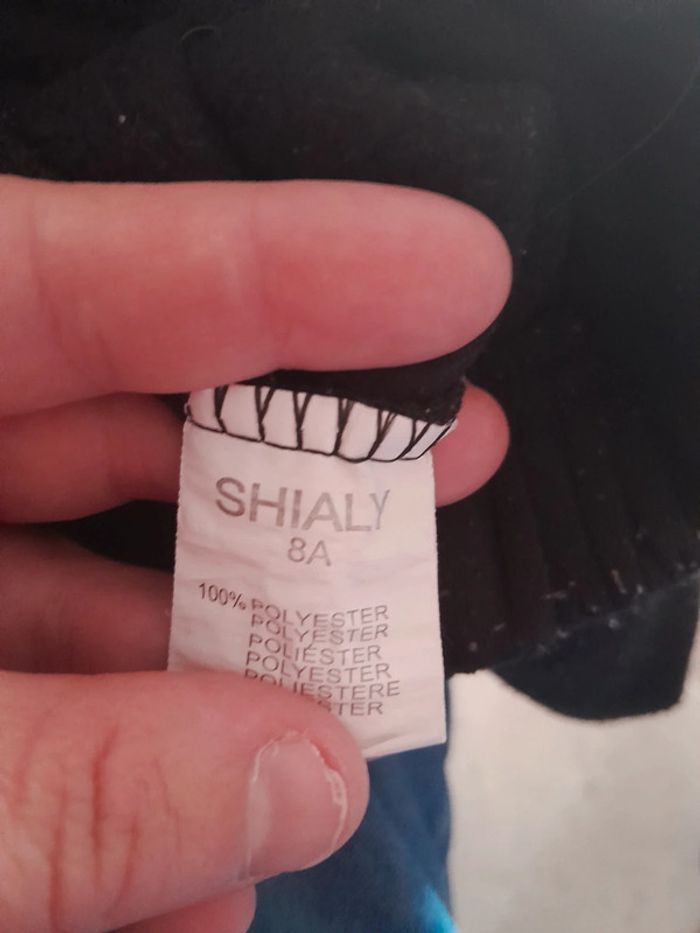 SHIALY
8A
100% POLYESTER
POLYESTER
POLIÉSTER
POLYESTER
POLIESTERE